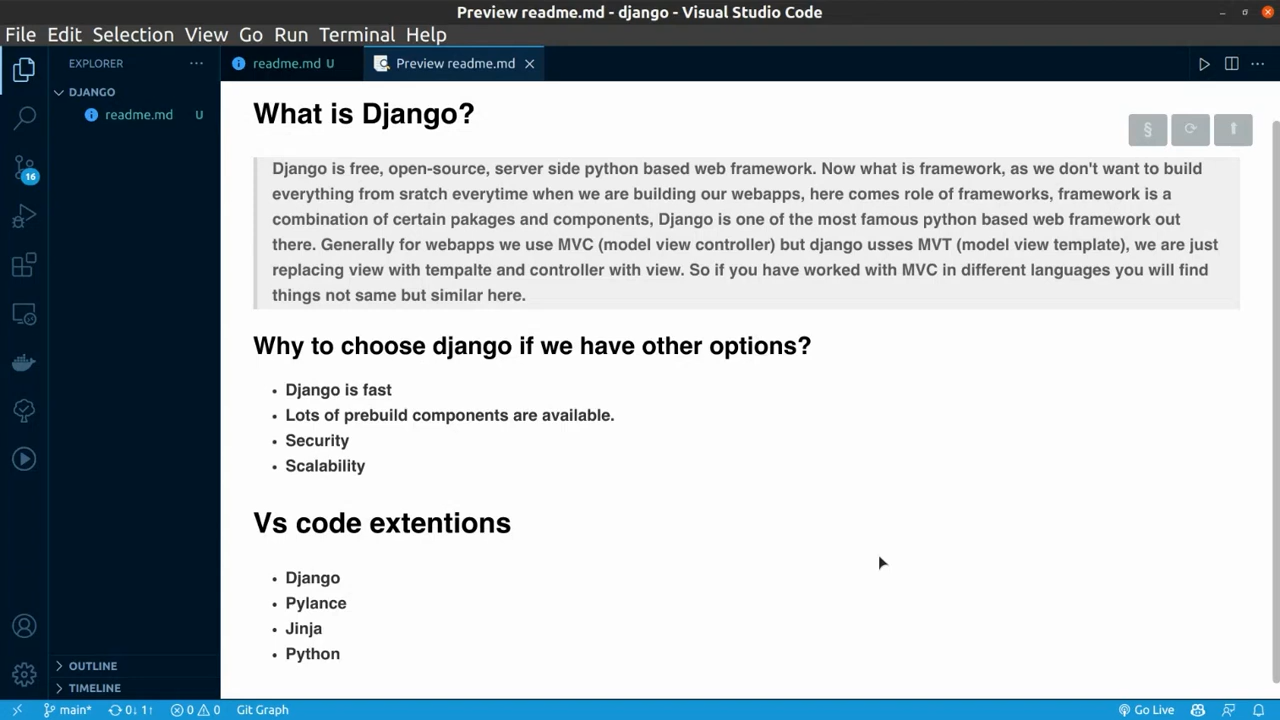 Preview readme.md - django - Visual Studio Code
File Edit Selection View Go Run Terminal Help
EXPLORER
readme.md U
Preview readme.md
DJANGO
readme.md U
What is Django?
§
Django is free, open-source, server side python based web framework. Now what is framework, as we don't want to build
everything from sratch everytime when we are building our webapps, here comes role of frameworks, framework is a
combination of certain pakages and components, Django is one of the most famous python based web framework out
there. Generally for webapps we use MVC (model view controller) but django usses MVT (model view template), we are just
replacing view with tempalte and controller with view. So if you have worked with MVC in different languages you will find
things not same but similar here.
16
Why to choose django if we have other options?
• Django is fast
• Lots of prebuild components are available.
• Security
• Scalability
Vs code extentions
• Django
• Pylance
• Jinja
• Python
OUTLINE
TIMELINE
main* 0↓ 1↑ 0 0 Git Graph Go Live